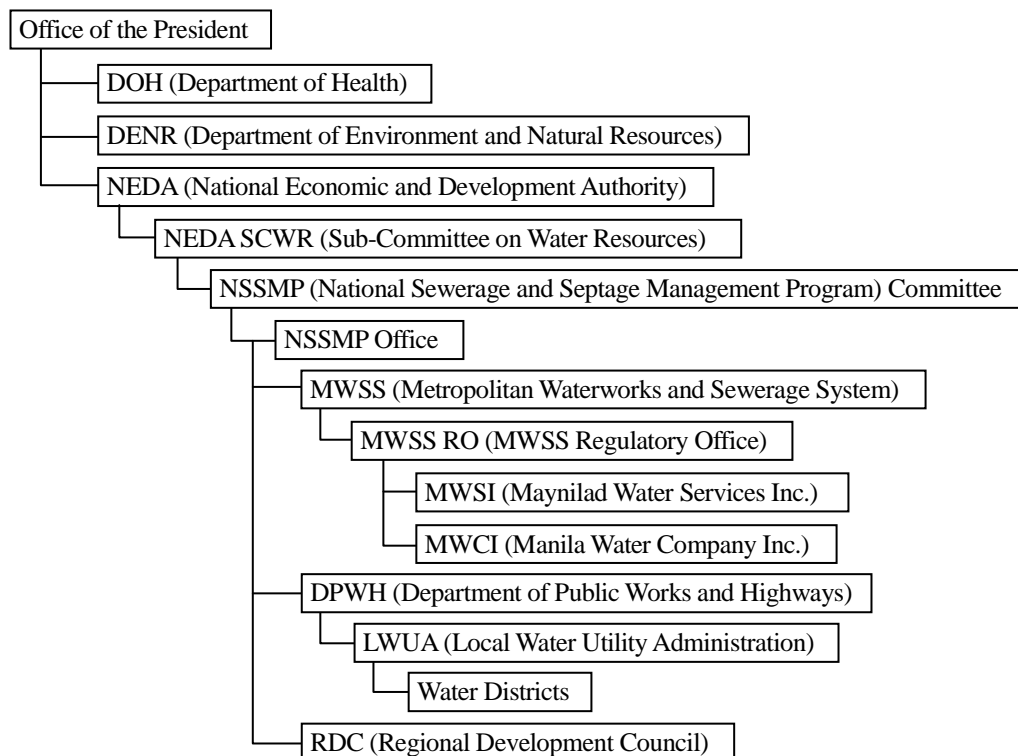 Office of the President
DOH (Department of Health)
DENR (Department of Environment and Natural Resources)
NEDA (National Economic and Development Authority)
NEDA SCWR (Sub-Committee on Water Resources)
NSSMP (National Sewerage and Septage Management Program) Committee
NSSMP Office
MWSS (Metropolitan Waterworks and Sewerage System)
MWSS RO (MWSS Regulatory Office)
MWSI (Maynilad Water Services Inc.)
MWCI (Manila Water Company Inc.)
DPWH (Department of Public Works and Highways)
LWUA (Local Water Utility Administration)
Water Districts
RDC (Regional Development Council)